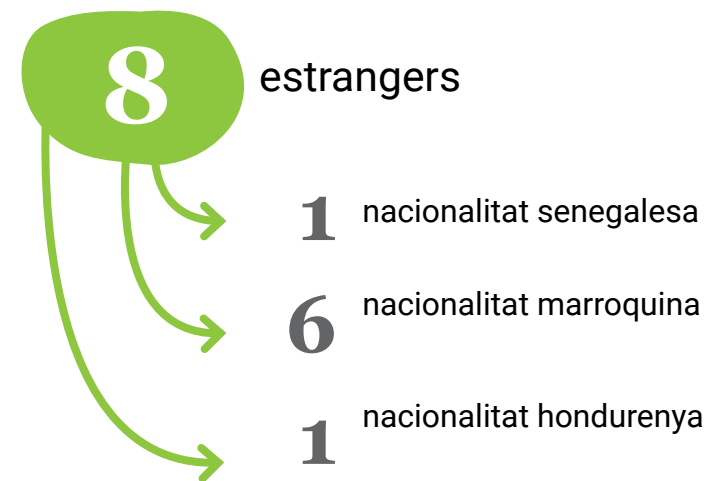 8 estrangers
1 nacionalitat senegalesa
6 nacionalitat marroquina
1 nacionalitat hondurenya